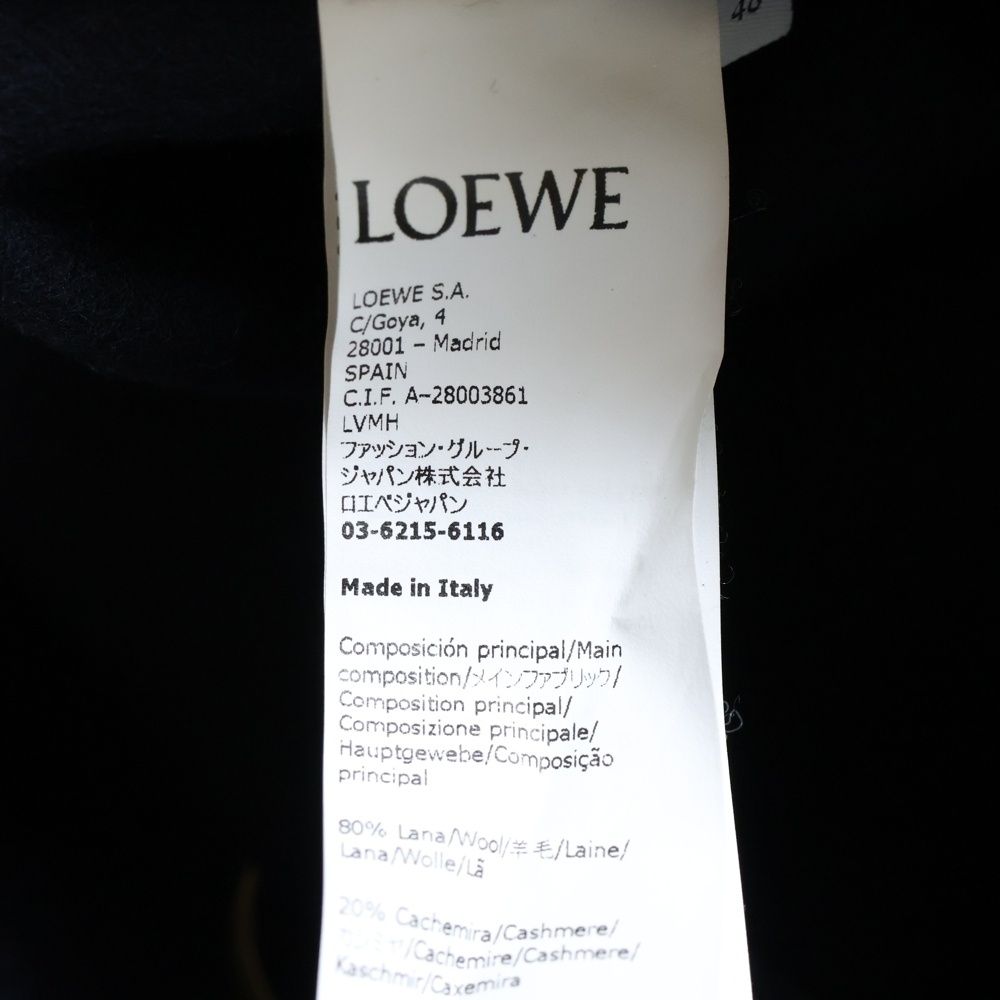 LOEWE
LOEWE S.A.
C/Goya, 4
28001 – Madrid
SPAIN
C.I.F. A-28003861
LVMH
ファッション・グループ・
ジャパン株式会社
ロエベジャパン
03-6215-6116
Made in Italy
Composición principal/Main
composition/メインファブリック/
Composition principal/
Composizione principale/
Hauptgewebe/Composição
principal
80% Lana/Wool/羊毛/Laine/
Lana/Wolle/Lã
20% Cachemira/Cashmere/
/Cachemire/Cashmere/
Kaschmir/Caxemira